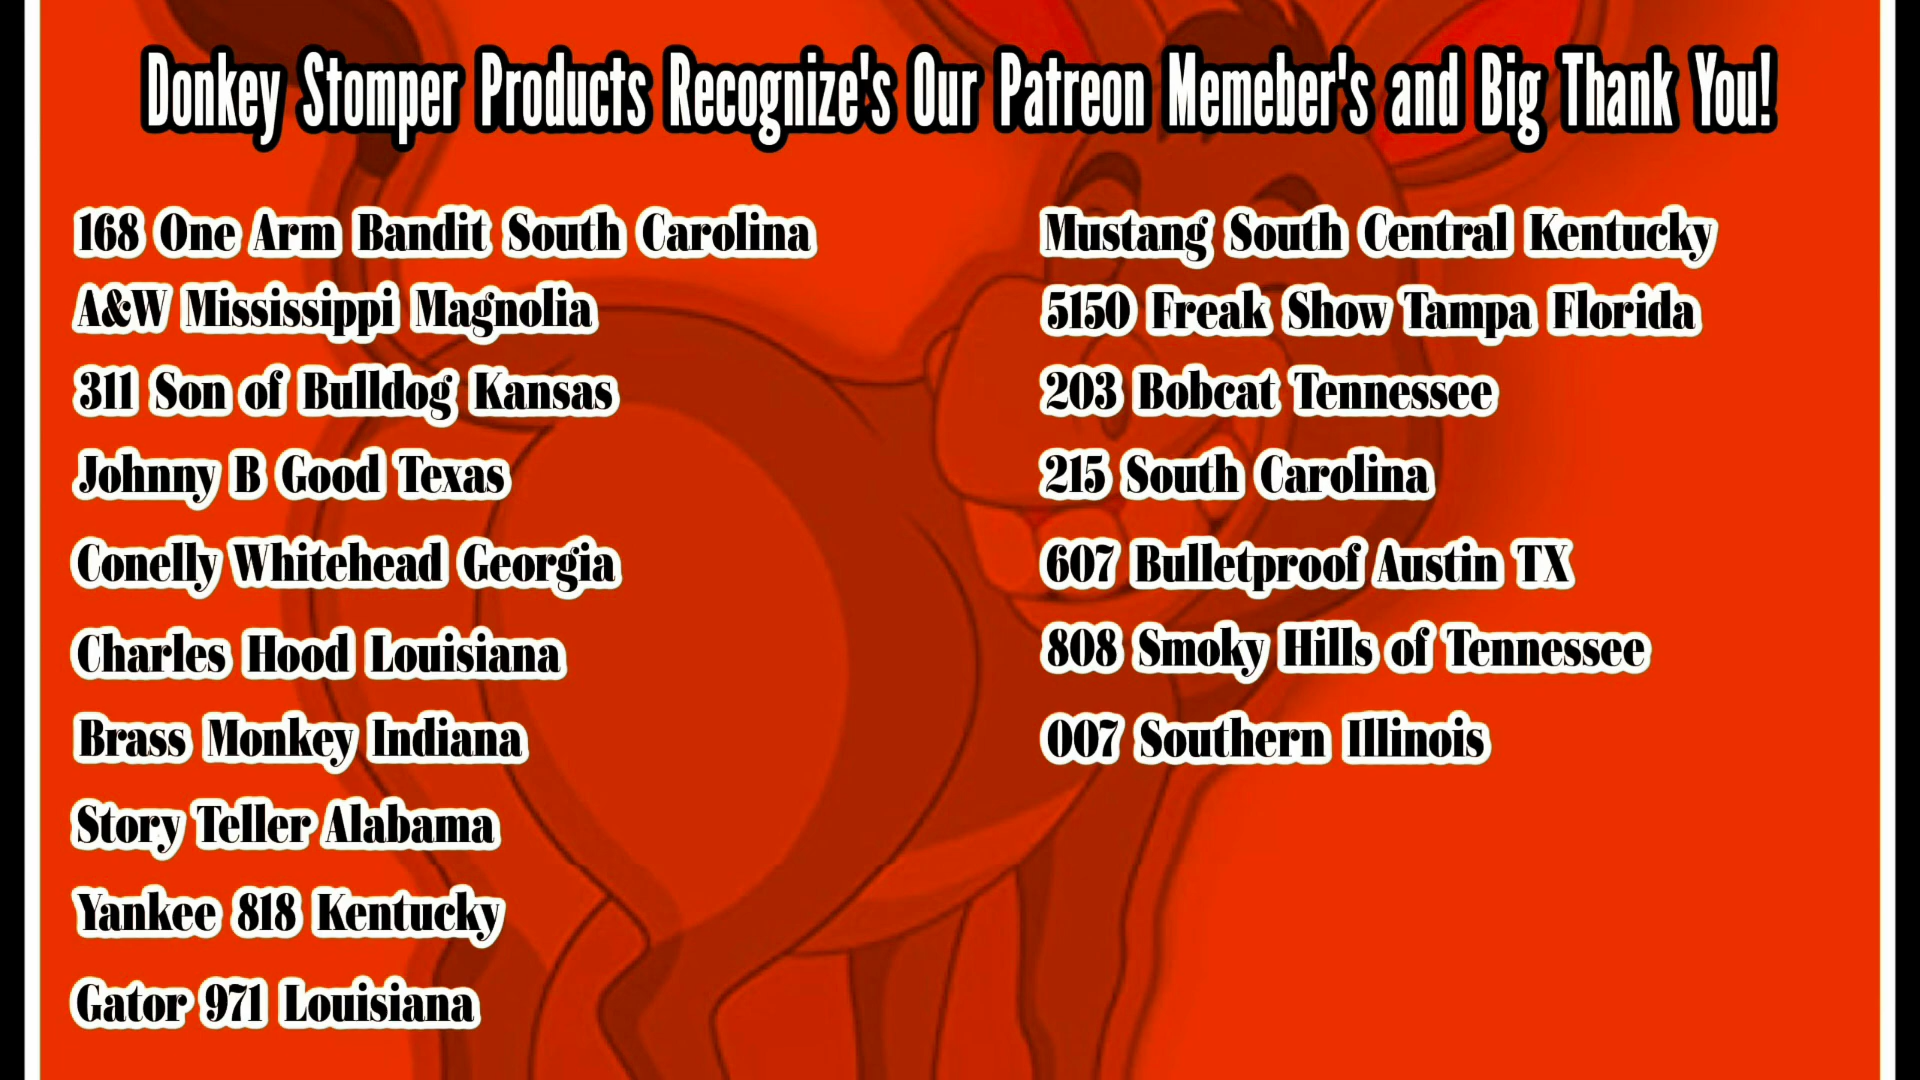 Donkey Stomper Products Recognize's Our Patreon Memeber's and Big Thank You!
168 One Arm Bandit South Carolina
A&W Mississippi Magnolia
311 Son of Bulldog Kansas
Johnny B Good Texas
Conelly Whitehead Georgia
Charles Hood Louisiana
Brass Monkey Indiana
Story Teller Alabama
Yankee 818 Kentucky
Gator 971 Louisiana
Mustang South Central Kentucky
5150 Freak Show Tampa Florida
203 Bobcat Tennessee
215 South Carolina
607 Bulletproof Austin TX
808 Smoky Hills of Tennessee
007 Southern Illinois